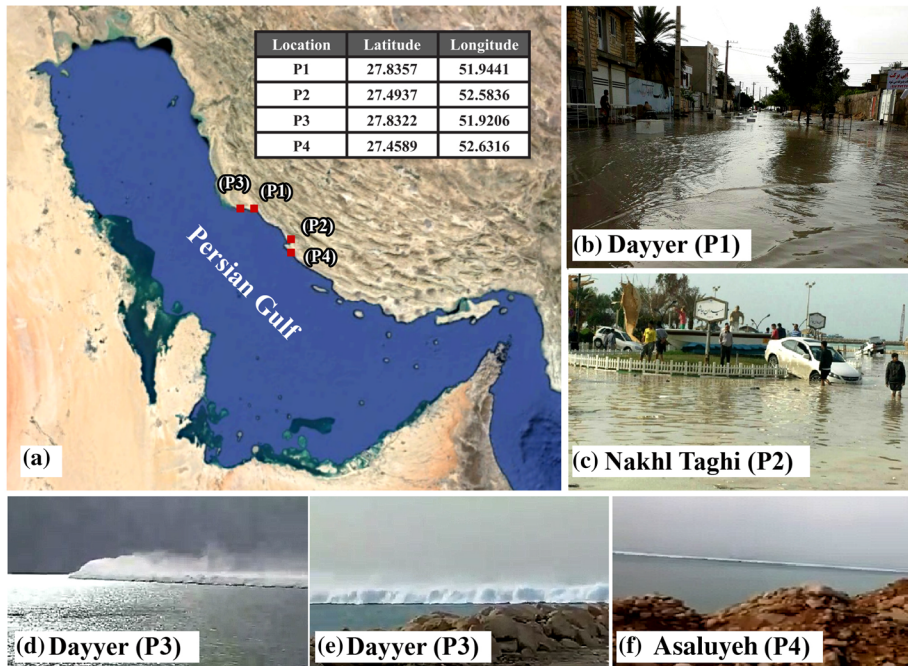 Location Latitude Longitude
P1 27.8357 51.9441
P2 27.4937 52.5836
P3 27.8322 51.9206
P4 27.4589 52.6316
(P3) (P1)
(P2)
(P4)
Persian Gulf
(a)
(b) Dayyer (P1)
(c) Nakhl Taghi (P2)
(d) Dayyer (P3)
(e) Dayyer (P3)
(f) Asaluyeh (P4)